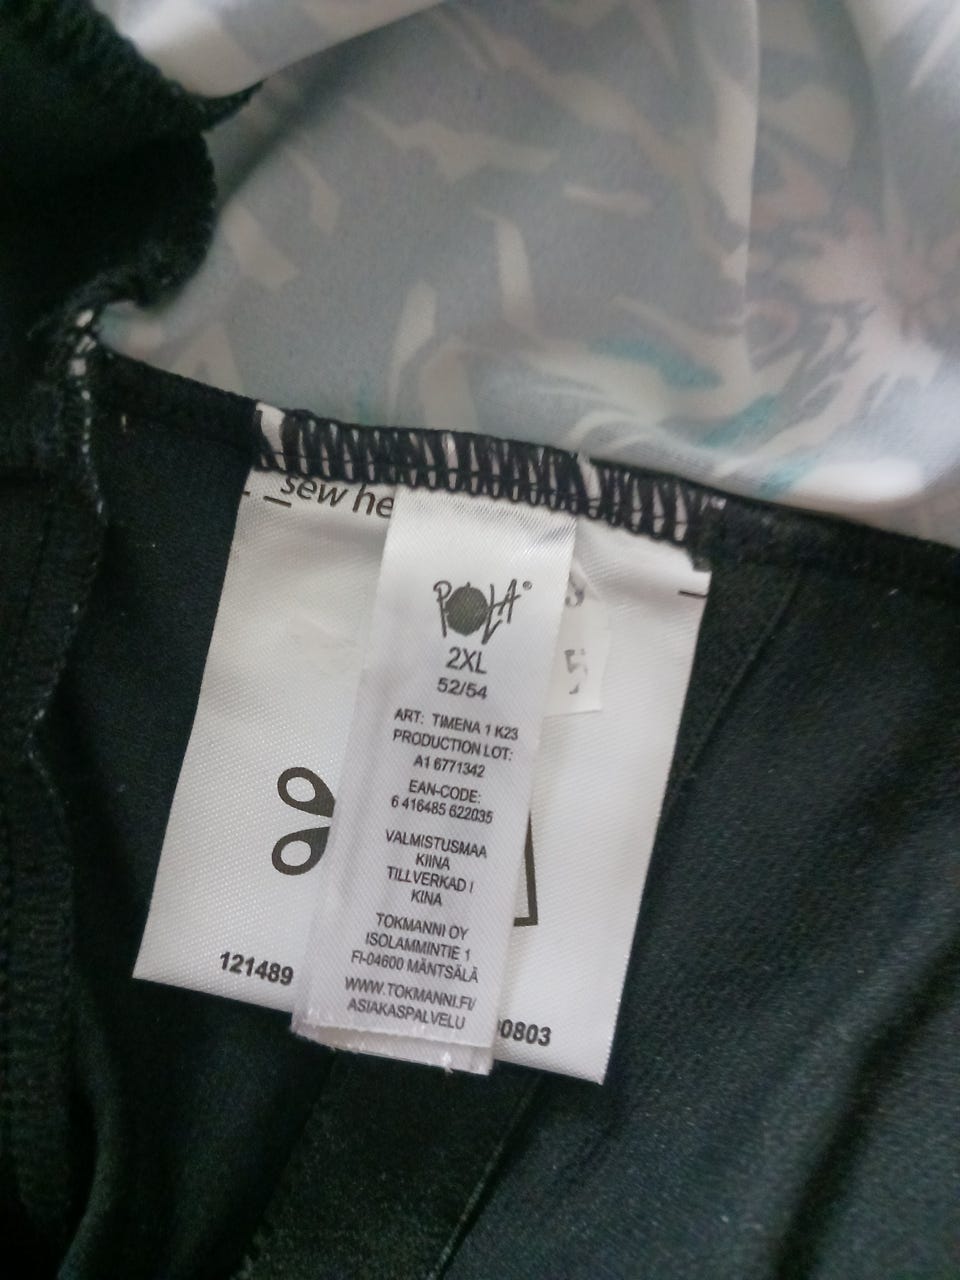 sew he
POLA®
2XL
52/54
ART: TIMENA 1 K23
PRODUCTION LOT:
A1 6771342
EAN-CODE:
6 416485 622035
VALMISTUSMAA
KIINA
TILLVERKAD I
KINA
TOKMANNI OY
ISOLAMMINTIE 1
FI-04600 MÄNTSÄLÄ
WWW.TOKMANNI.FI/
ASIAKASPALVELU
121489
0803